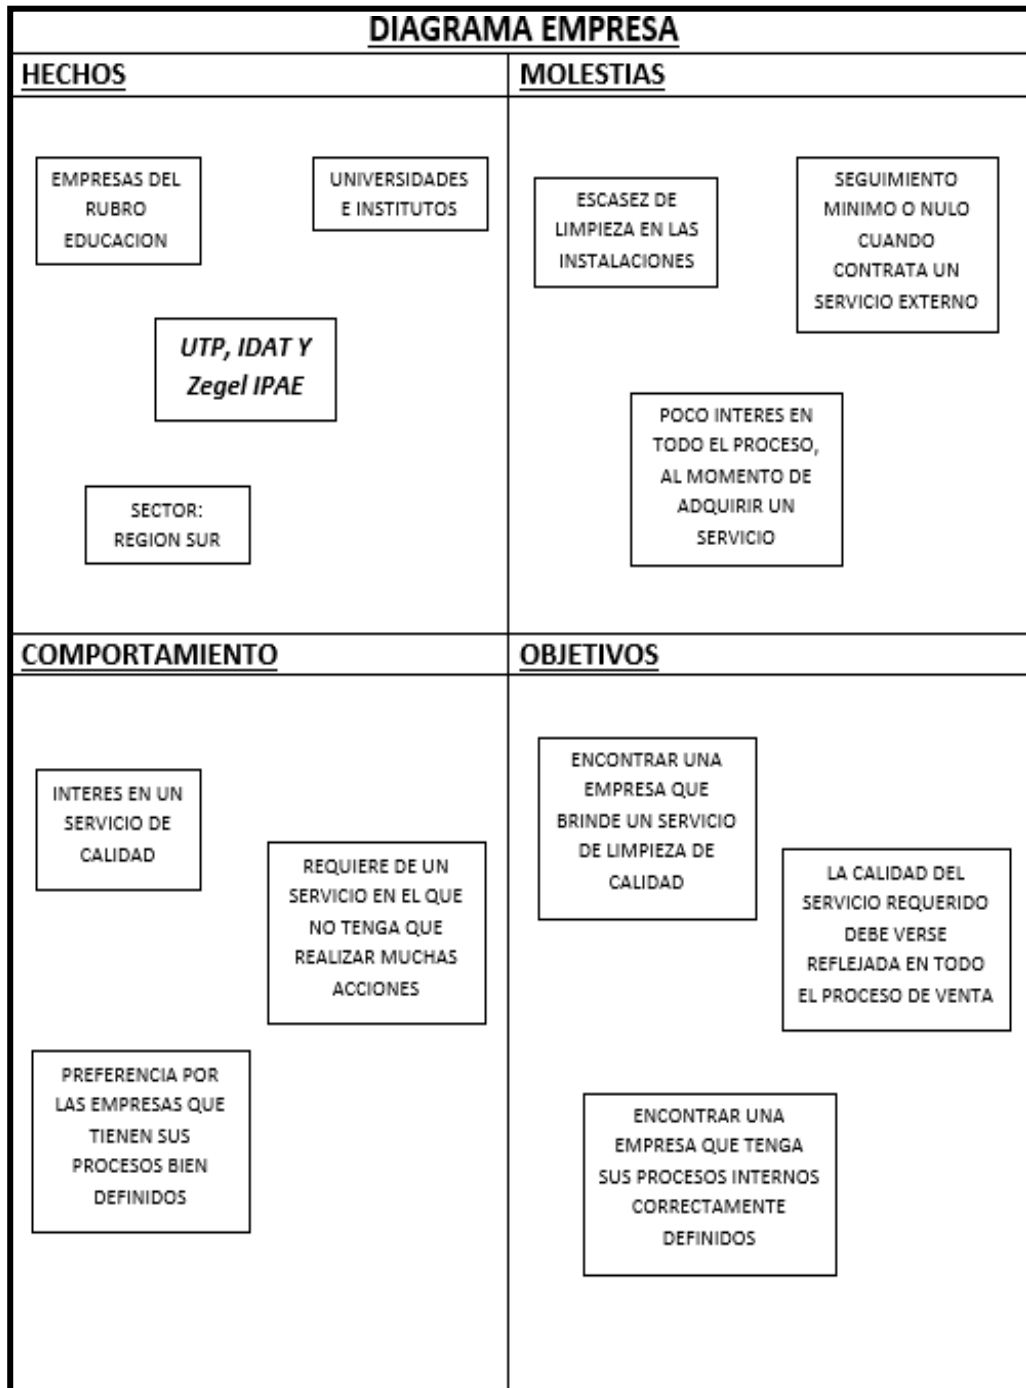 DIAGRAMA EMPRESA
HECHOS
EMPRESAS DEL
RUBRO
EDUCACION
UNIVERSIDADES
E INSTITUTOS
UTP, IDAT Y
Zegel IPAE
SECTOR:
REGION SUR
MOLESTIAS
ESCASEZ DE
LIMPIEZA EN LAS
INSTALACIONES
SEGUIMIENTO
MINIMO O NULO
CUANDO
CONTRATA UN
SERVICIO EXTERNO
POCO INTERES EN
TODO EL PROCESO,
AL MOMENTO DE
ADQUIRIR UN
SERVICIO
COMPORTAMIENTO
INTERES EN UN
SERVICIO DE
CALIDAD
REQUIERE DE UN
SERVICIO EN EL QUE
NO TENGA QUE
REALIZAR MUCHAS
ACCIONES
PREFERENCIA POR
LAS EMPRESAS QUE
TIENEN SUS
PROCESOS BIEN
DEFINIDOS
OBJETIVOS
ENCONTRAR UNA
EMPRESA QUE
BRINDE UN SERVICIO
DE LIMPIEZA DE
CALIDAD
LA CALIDAD DEL
SERVICIO REQUERIDO
DEBE VERSE
REFLEJADA EN TODO
EL PROCESO DE VENTA
ENCONTRAR UNA
EMPRESA QUE TENGA
SUS PROCESOS INTERNOS
CORRECTAMENTE
DEFINIDOS